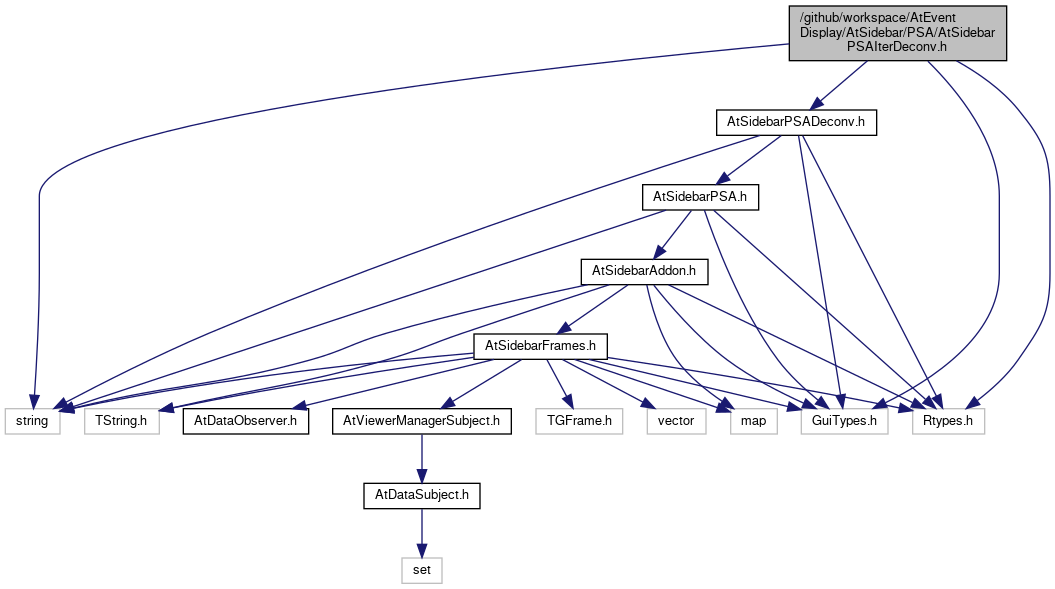 /github/workspace/AtEvent
Display/AtSidebar/PSA/AtSidebar
PSAIterDeconv.h
AtSidebarPSADeconv.h
AtSidebarPSA.h
AtSidebarAddon.h
AtSidebarFrames.h
string
TString.h
AtDataObserver.h
AtViewerManagerSubject.h
TGFrame.h
vector
map
GuiTypes.h
Rtypes.h
AtDataSubject.h
set